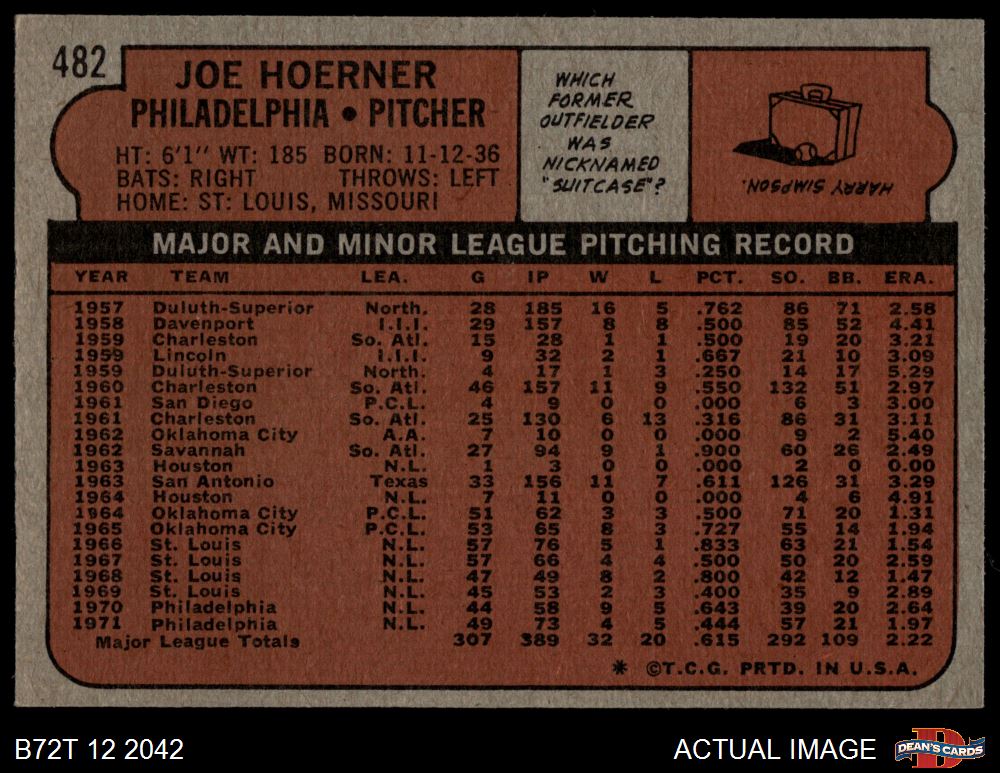 482
JOE HOERNER
PHILADELPHIA • PITCHER
HT: 6'1" WT: 185 BORN: 11-12-36
BATS: RIGHT THROWS: LEFT
HOME: ST. LOUIS, MISSOURI
WHICH
FORMER
OUTFIELDER
WAS
NICKNAMED
"SUITCASE"?
HARRY SIMPSON.
MAJOR AND MINOR LEAGUE PITCHING RECORD
YEAR TEAM LEA. G IP W L PCT. SO. BB. ERA.
1957 Duluth-Superior North. 28 185 16 5 .762 86 71 2.58
1958 Davenport I.I.I. 29 157 8 8 .500 85 52 4.41
1959 Charleston So. Atl. 15 28 1 1 .500 19 20 3.21
1959 Lincoln I.I.I. 9 32 2 1 .667 21 10 3.09
1959 Duluth-Superior North. 4 17 1 3 .250 14 17 5.29
1960 Charleston So. Atl. 46 157 11 9 .550 132 51 2.97
1961 San Diego P.C.L. 4 9 0 0 .000 6 3 3.00
1961 Charleston So. Atl. 25 130 6 13 .316 86 31 3.11
1962 Oklahoma City A.A. 7 10 0 0 .000 9 2 5.40
1962 Savannah So. Atl. 27 94 9 1 .900 60 26 2.49
1963 Houston N.L. 1 3 0 0 .000 2 0 0.00
1963 San Antonio Texas 33 156 11 7 .611 126 31 3.29
1964 Houston N.L. 7 11 0 0 .000 4 6 4.91
1964 Oklahoma City P.C.L. 51 62 3 3 .500 71 20 1.31
1965 Oklahoma City P.C.L. 53 65 8 3 .727 55 14 1.94
1966 St. Louis N.L. 57 76 5 1 .833 63 21 1.54
1967 St. Louis N.L. 57 66 4 4 .500 50 20 2.59
1968 St. Louis N.L. 47 49 8 2 .800 42 12 1.47
1969 St. Louis N.L. 45 53 2 3 .400 35 9 2.89
1970 Philadelphia N.L. 44 58 9 5 .643 39 20 2.64
1971 Philadelphia N.L. 49 73 4 5 .444 57 21 1.97
Major League Totals 307 389 32 20 .615 292 109 2.22
* ©T.C.G. PRTD. IN U.S.A.
B72T 12 2042
ACTUAL IMAGE
D
DEAN'S CARDS